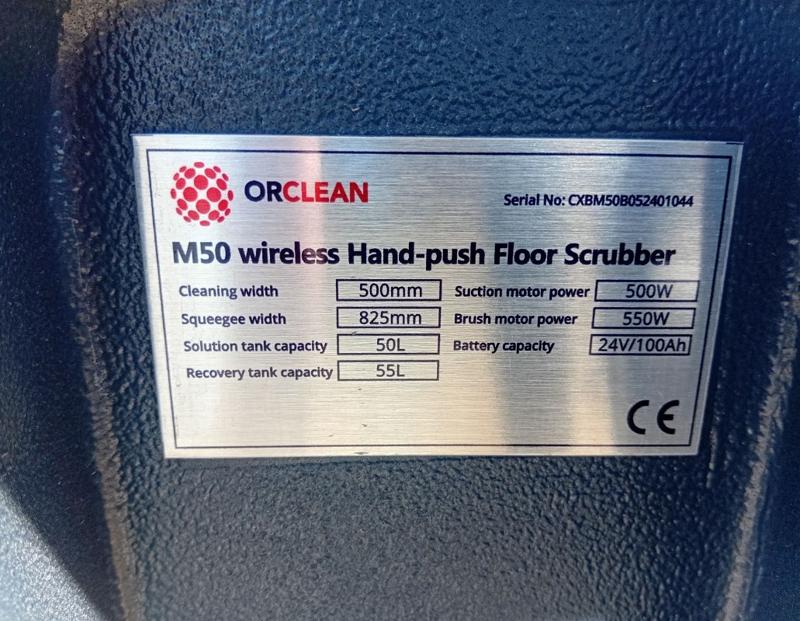 ORCLEAN
Serial No: CXBM50B052401044
M50 wireless Hand-push Floor Scrubber
Cleaning width 500mm Suction motor power 500W
Squeegee width 825mm Brush motor power 550W
Solution tank capacity 50L Battery capacity 24V/100Ah
Recovery tank capacity 55L
CE